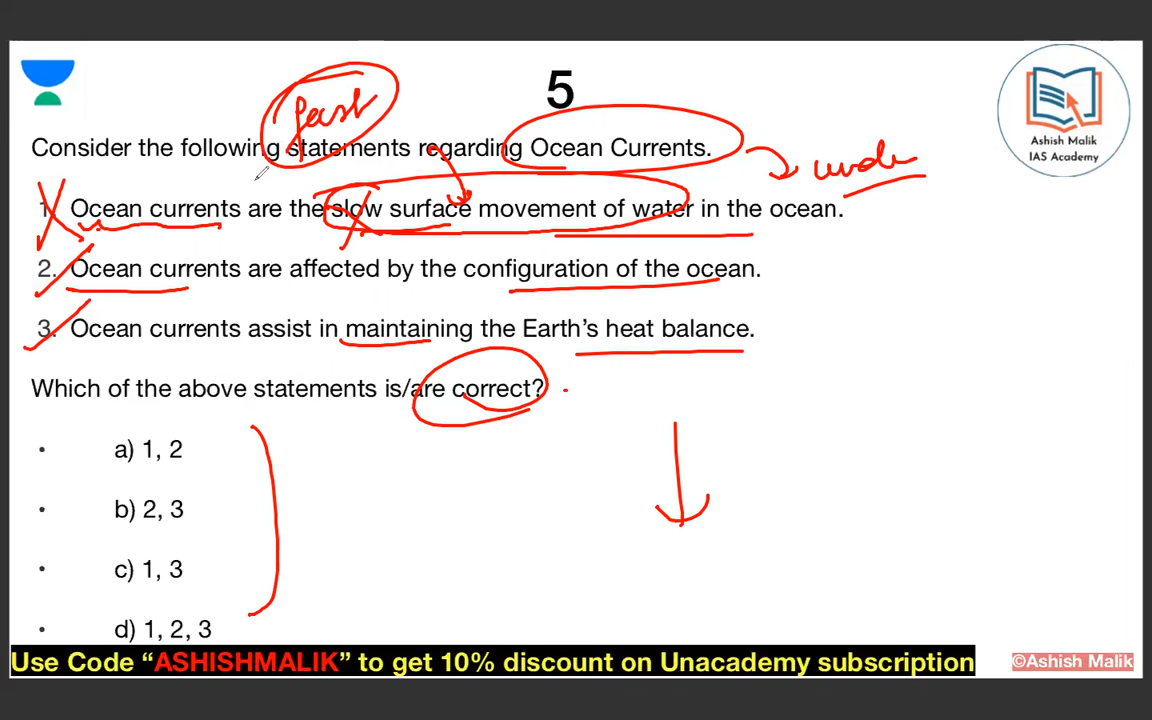 5
Ashish Malik
IAS Academy
fast
Consider the following statements regarding Ocean Currents.
1. Ocean currents are the slow surface movement of water in the ocean.
2. Ocean currents are affected by the configuration of the ocean.
3. Ocean currents assist in maintaining the Earth’s heat balance.
Which of the above statements is/are correct?
• a) 1, 2
• b) 2, 3
• c) 1, 3
• d) 1, 2, 3
Use Code “ASHISHMALIK” to get 10% discount on Unacademy subscription
©Ashish Malik